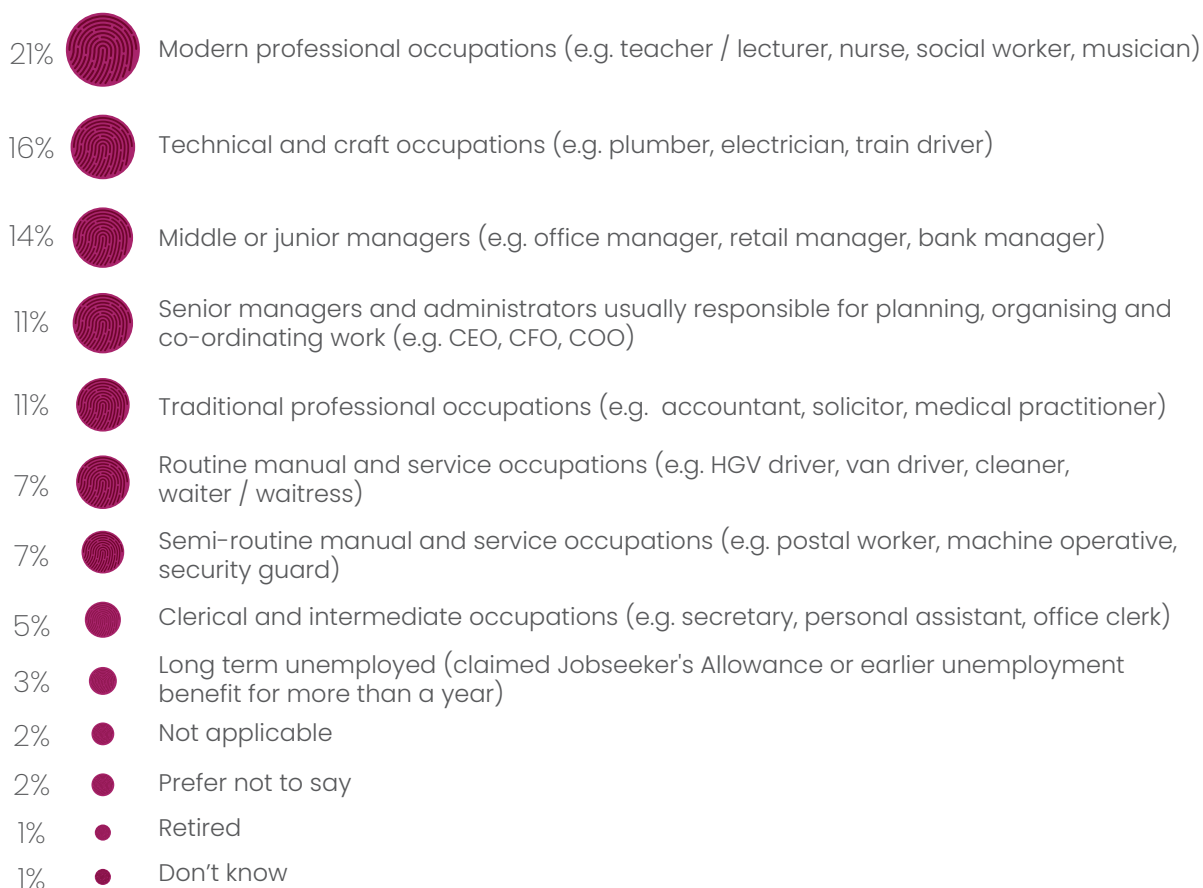 21% Modern professional occupations (e.g. teacher / lecturer, nurse, social worker, musician)
16% Technical and craft occupations (e.g. plumber, electrician, train driver)
14% Middle or junior managers (e.g. office manager, retail manager, bank manager)
11% Senior managers and administrators usually responsible for planning, organising and
co-ordinating work (e.g. CEO, CFO, COO)
11% Traditional professional occupations (e.g.  accountant, solicitor, medical practitioner)
7% Routine manual and service occupations (e.g. HGV driver, van driver, cleaner,
waiter / waitress)
7% Semi-routine manual and service occupations (e.g. postal worker, machine operative,
security guard)
5% Clerical and intermediate occupations (e.g. secretary, personal assistant, office clerk)
3% Long term unemployed (claimed Jobseeker's Allowance or earlier unemployment
benefit for more than a year)
2% Not applicable
2% Prefer not to say
1% Retired
1% Don’t know